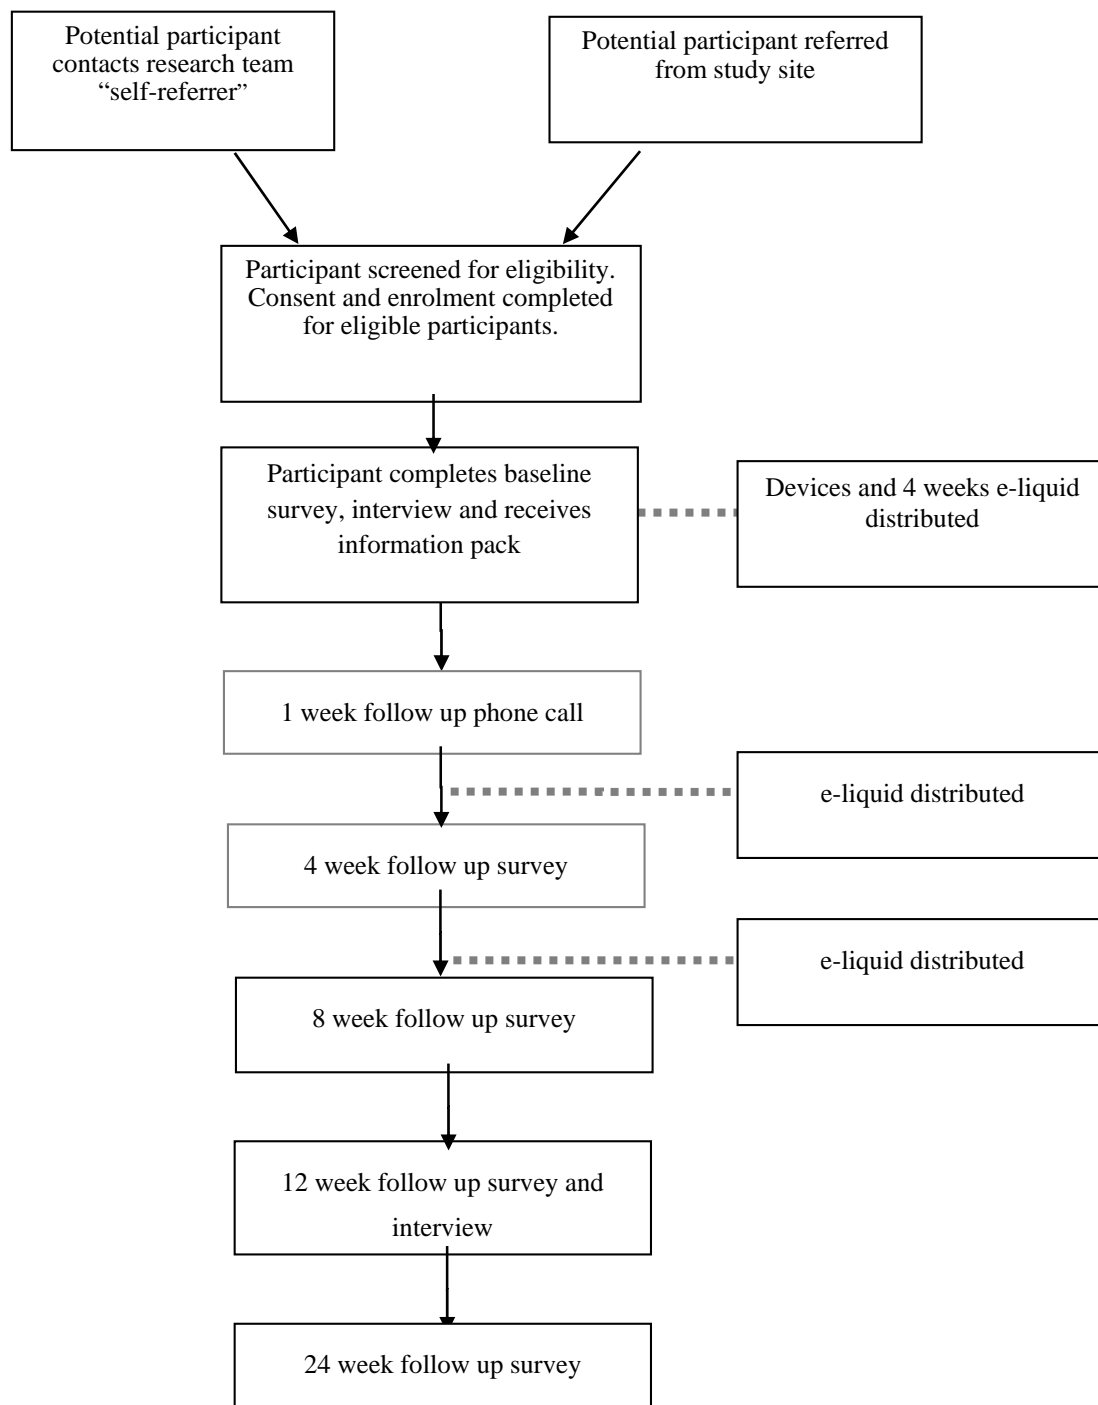 Potential participant
contacts research team
“self-referrer”
Potential participant referred
from study site
Participant screened for eligibility.
Consent and enrolment completed
for eligible participants.
Participant completes baseline
survey, interview and receives
information pack
Devices and 4 weeks e-liquid
distributed
1 week follow up phone call
e-liquid distributed
4 week follow up survey
e-liquid distributed
8 week follow up survey
12 week follow up survey and
interview
24 week follow up survey